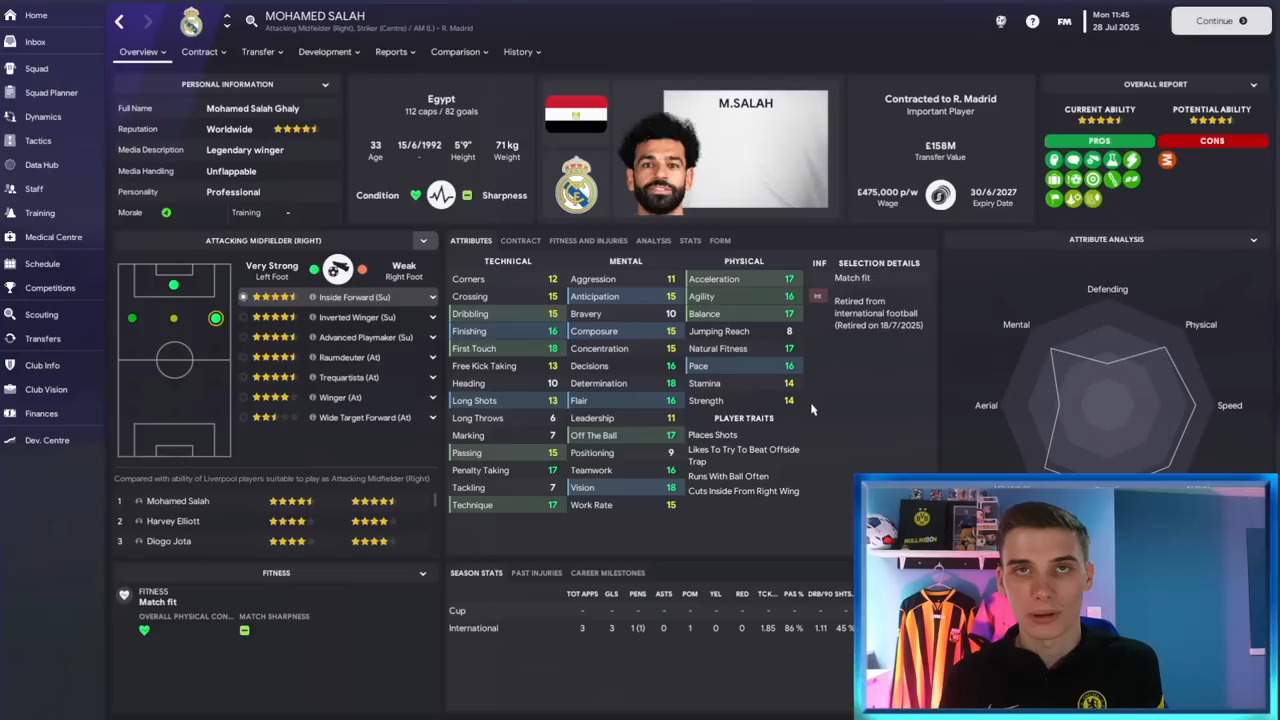 Home
Inbox
Squad
Squad Planner
Dynamics
Tactics
Data Hub
Staff
Training
Medical Centre
Schedule
Competitions
Scouting
Transfers
Club Info
Club Vision
Finances
Dev. Centre
MOHAMED SALAH
Attacking Midfielder (Right), Striker (Centre) / AM (L) - R. Madrid
FM
Mon 11:45
28 Jul 2025
Continue
Overview
Contract
Transfer
Development
Reports
Comparison
History
PERSONAL INFORMATION
Full Name Mohamed Salah Ghaly
Reputation Worldwide
Media Description Legendary winger
Media Handling Unflappable
Personality Professional
Morale Training -
Egypt
112 caps / 82 goals
33 15/6/1992 5'9" 71 kg
Age - Height Weight
Condition Sharpness
M.SALAH
Contracted to R. Madrid
Important Player
£158M
Transfer Value
£475,000 p/w 30/6/2027
Wage Expiry Date
OVERALL REPORT
CURRENT ABILITY POTENTIAL ABILITY
PROS CONS
ATTACKING MIDFIELDER (RIGHT)
Very Strong Weak
Left Foot Right Foot
Inside Forward (Su)
Inverted Winger (Su)
Advanced Playmaker (Su)
Raumdeuter (At)
Trequartista (At)
Winger (At)
Wide Target Forward (At)
Compared with ability of Liverpool players suitable to play as Attacking Midfielder (Right)
1 Mohamed Salah
2 Harvey Elliott
3 Diogo Jota
ATTRIBUTES CONTRACT FITNESS AND INJURIES ANALYSIS STATS FORM
TECHNICAL
Corners 12
Crossing 15
Dribbling 15
Finishing 16
First Touch 18
Free Kick Taking 13
Heading 10
Long Shots 13
Long Throws 6
Marking 7
Passing 15
Penalty Taking 17
Tackling 7
Technique 17
MENTAL
Aggression 11
Anticipation 15
Bravery 10
Composure 15
Concentration 15
Decisions 16
Determination 18
Flair 16
Leadership 11
Off The Ball 17
Positioning 9
Teamwork 16
Vision 18
Work Rate 15
PHYSICAL
Acceleration 17
Agility 16
Balance 17
Jumping Reach 8
Natural Fitness 17
Pace 16
Stamina 14
Strength 14
PLAYER TRAITS
Places Shots
Likes To Try To Beat Offside
Trap
Runs With Ball Often
Cuts Inside From Right Wing
INF
Int
SELECTION DETAILS
Match fit
Retired from
international football
(Retired on 18/7/2025)
ATTRIBUTE ANALYSIS
Defending
Mental
Physical
Aerial
Speed
FITNESS
FITNESS
Match fit
OVERALL PHYSICAL CON... MATCH SHARPNESS
SEASON STATS PAST INJURIES CAREER MILESTONES
TOT APPS GLS PENS ASTS POM YEL RED TCK... PAS % DRB/90 SHTS.
Cup - - - - - - - - - - -
International 3 3 1 (1) 0 1 0 0 1.85 86 % 1.11 45 %